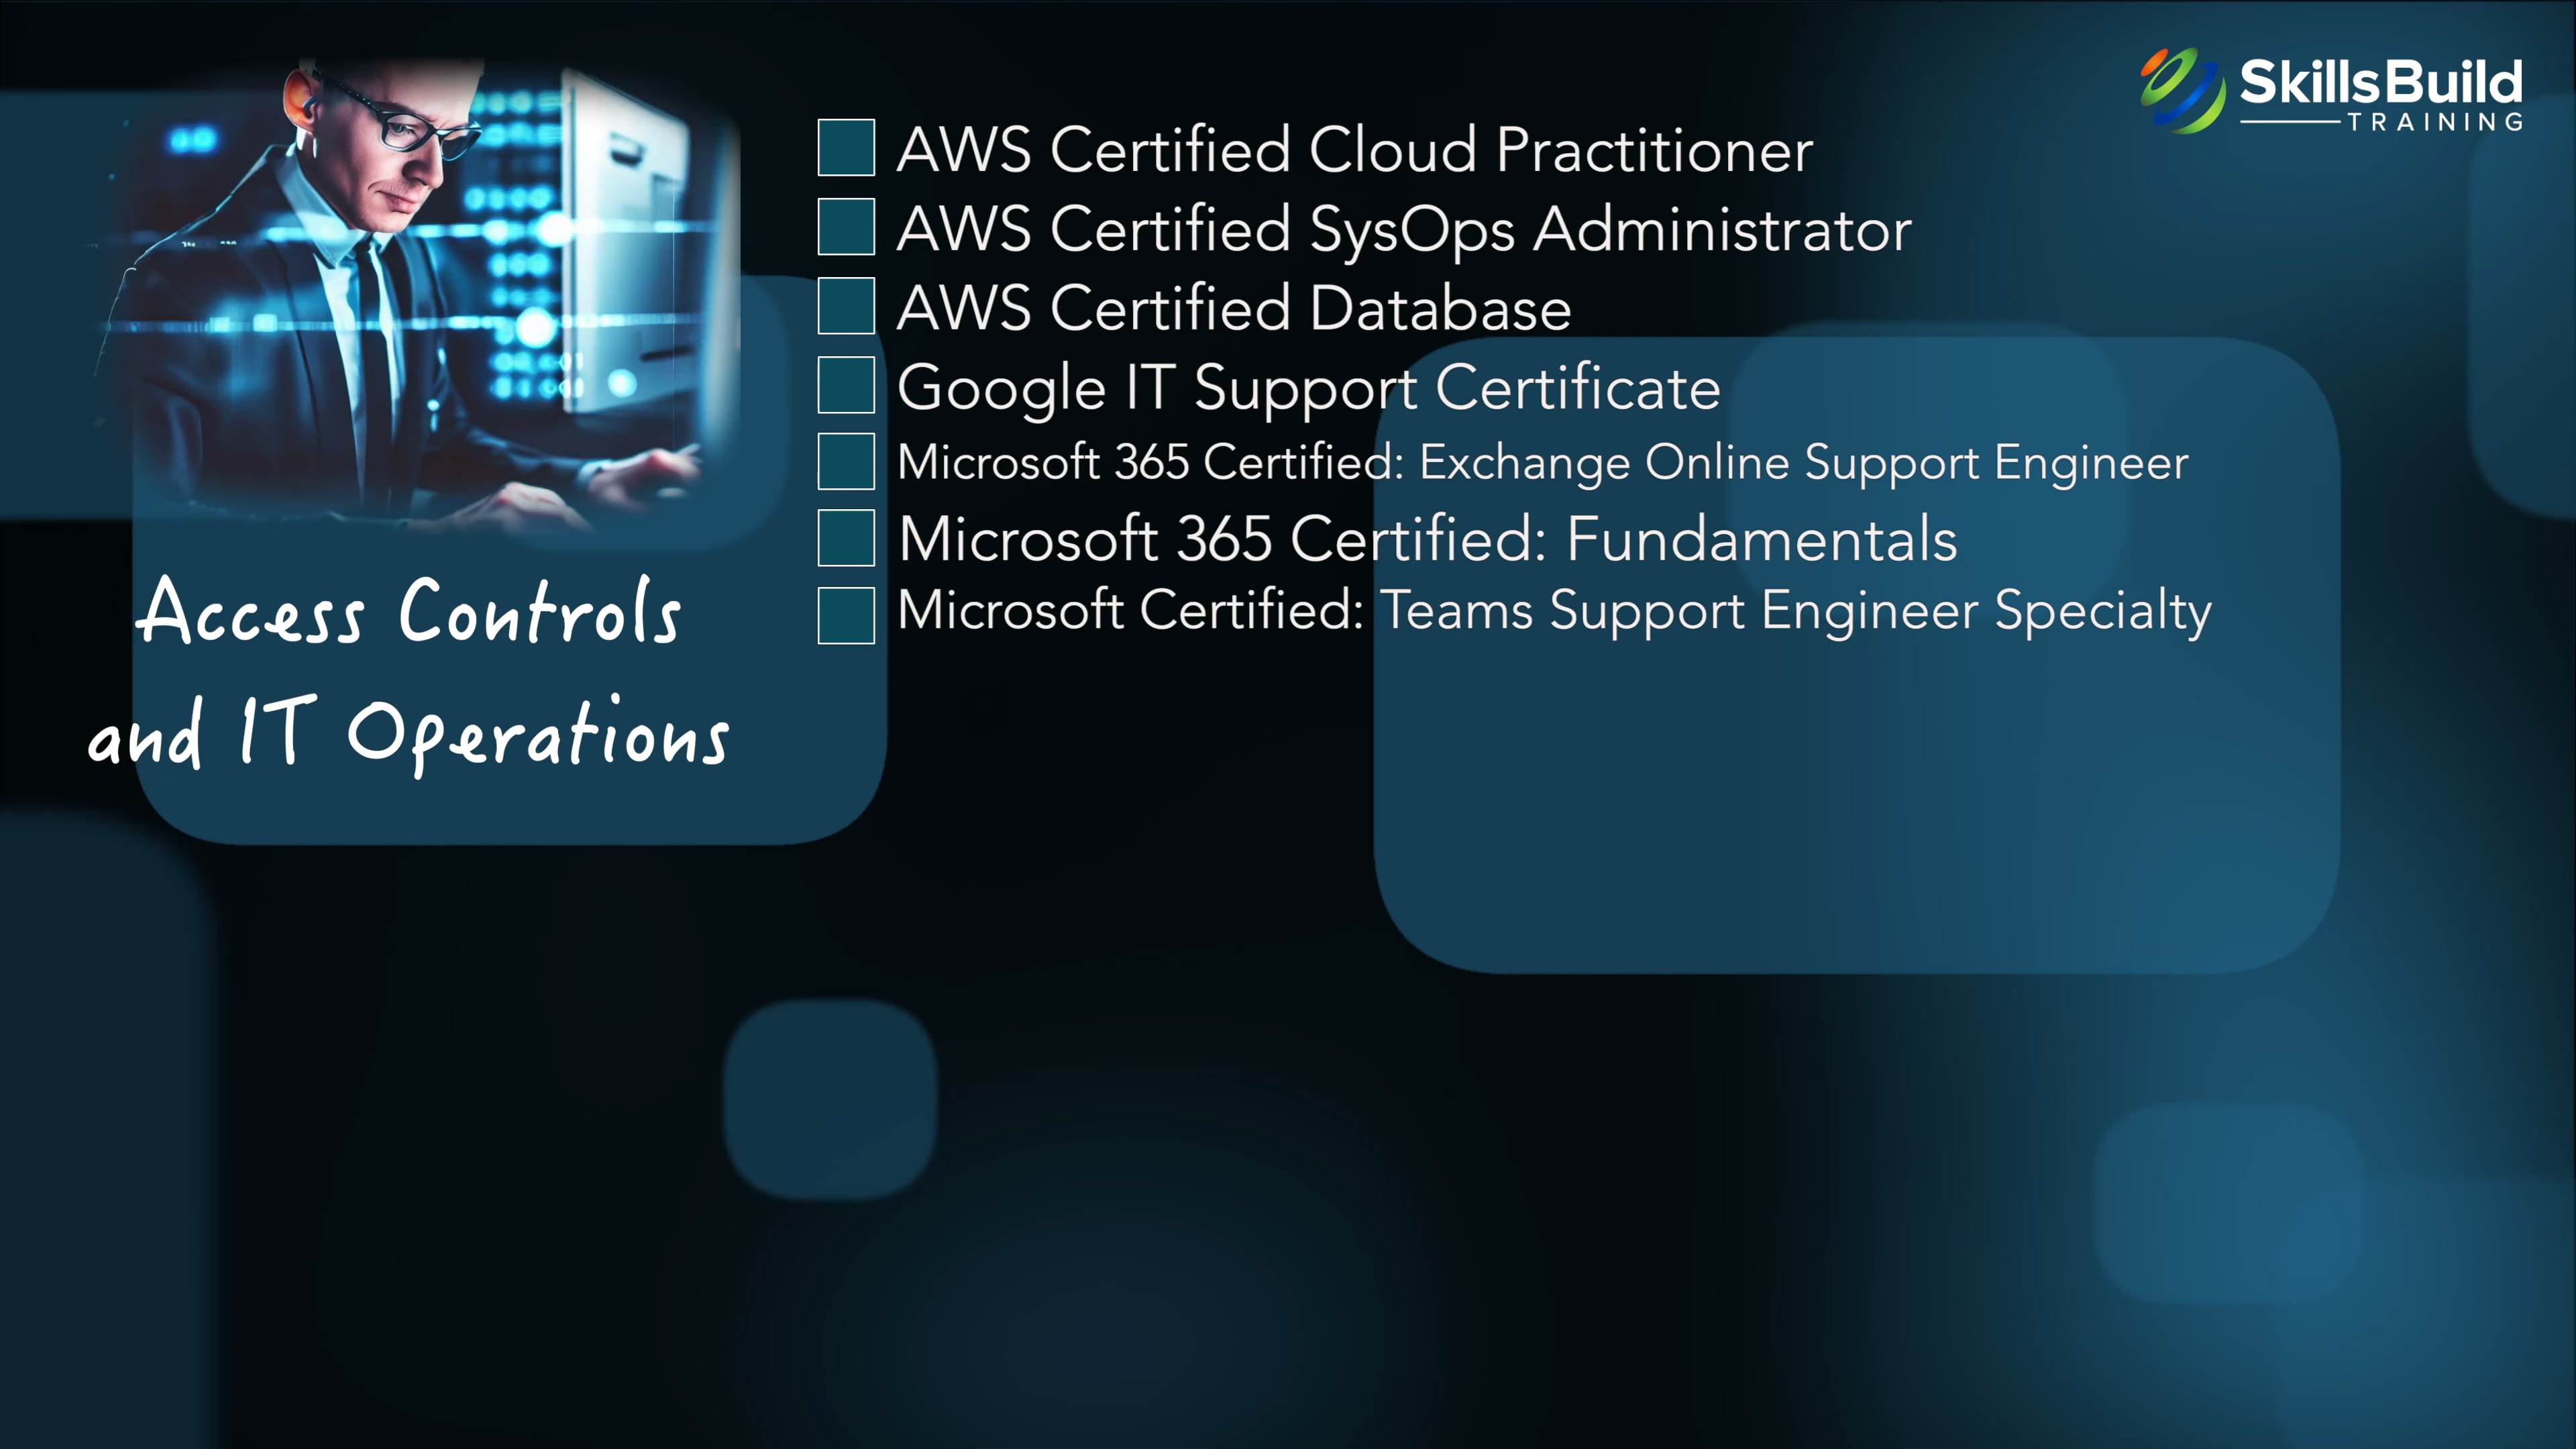 SkillsBuild
TRAINING
AWS Certified Cloud Practitioner
AWS Certified SysOps Administrator
AWS Certified Database
Google IT Support Certificate
Microsoft 365 Certified: Exchange Online Support Engineer
Microsoft 365 Certified: Fundamentals
Microsoft Certified: Teams Support Engineer Specialty
Access Controls
and IT Operations